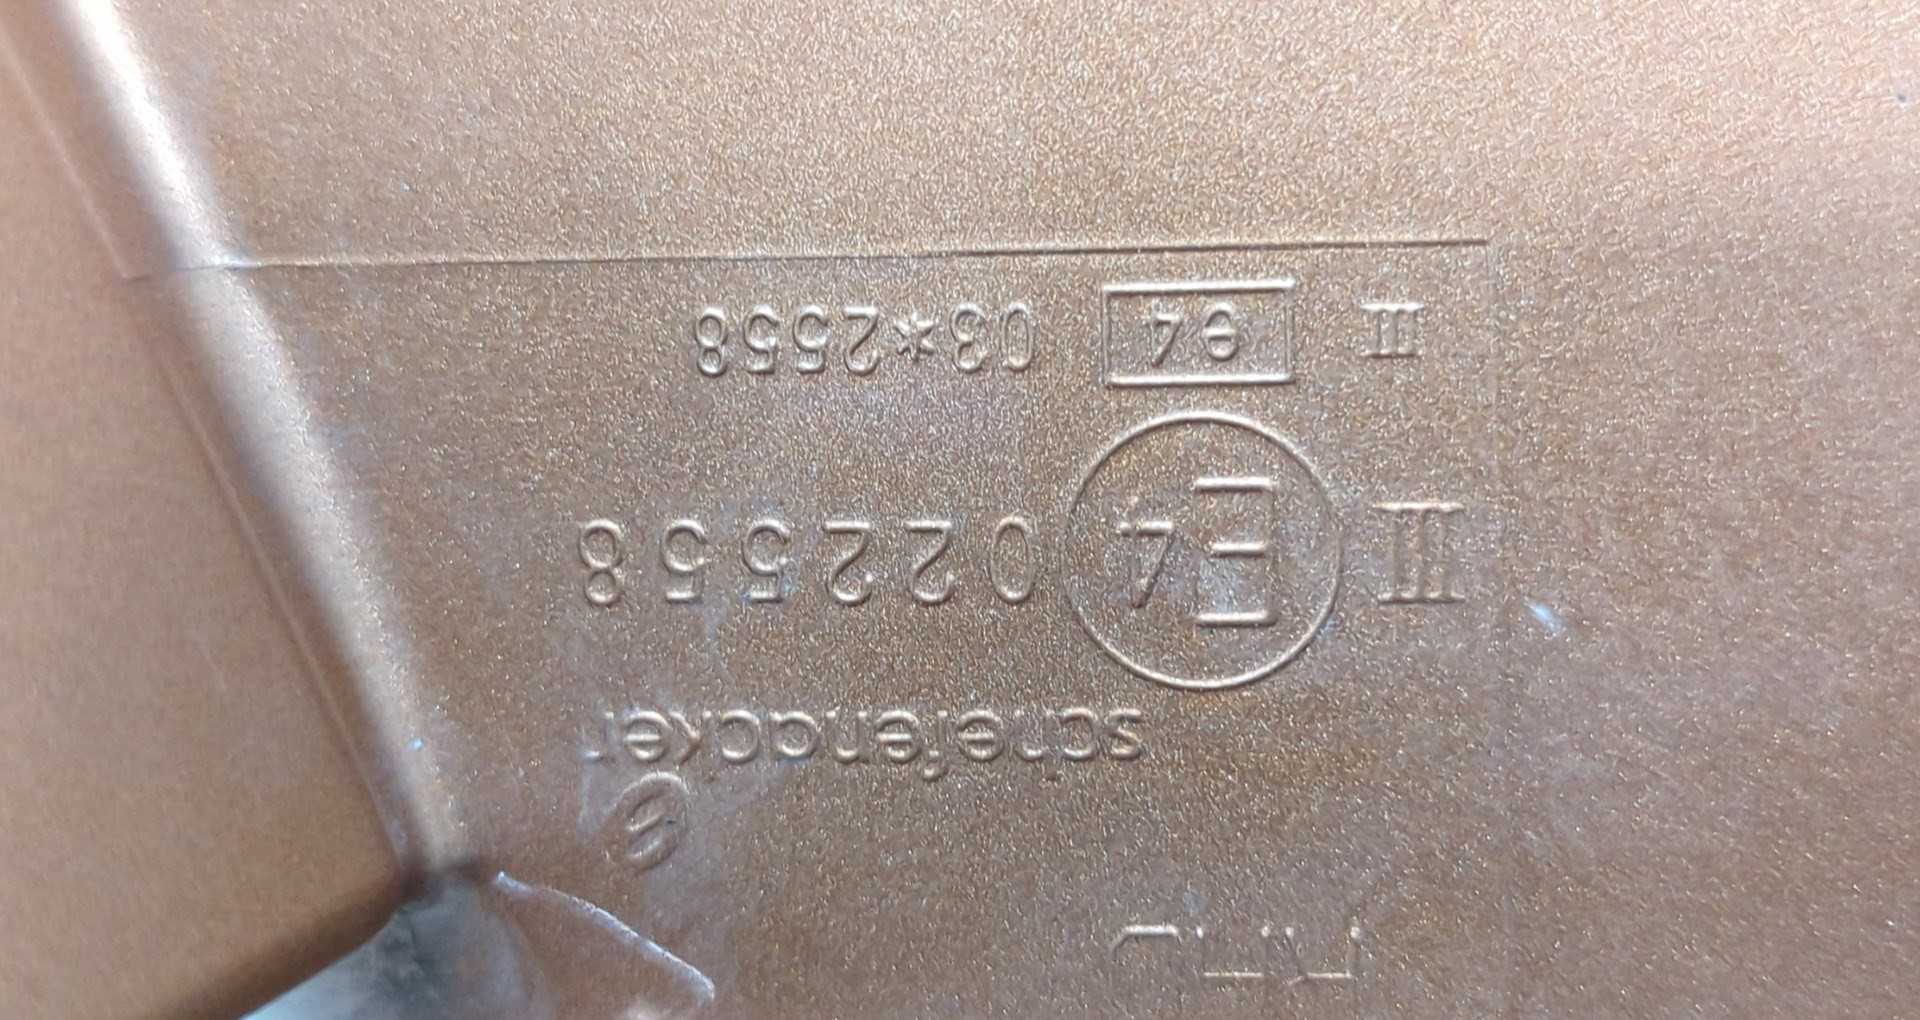 S
schefenacker
III E4 022558
II e4 03*2558